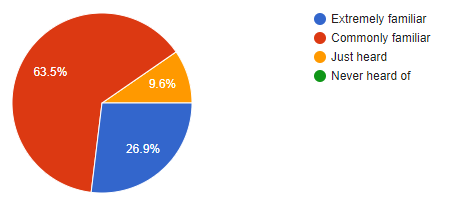 Extremely familiar
Commonly familiar
Just heard
Never heard of
63.5%
9.6%
26.9%